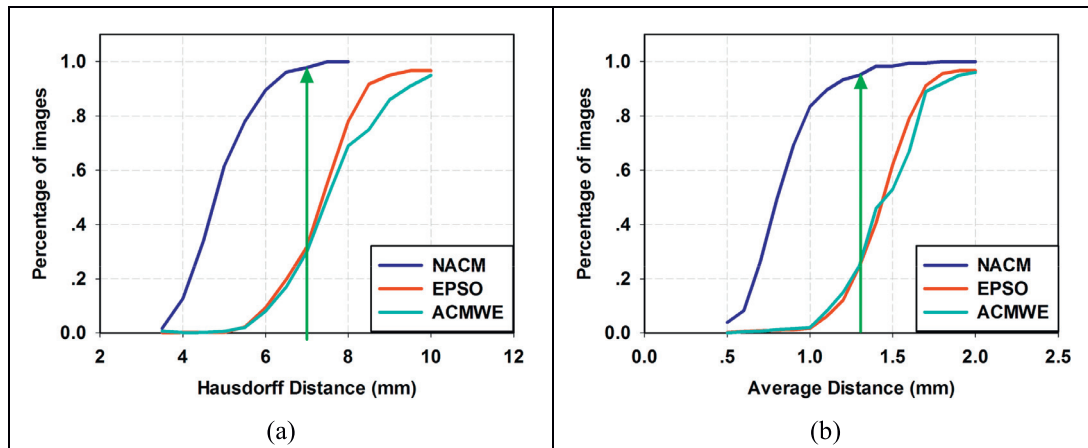 Percentage of images
1.0
.8
.6
.4
.2
0.0
NACM
EPSO
ACMWE
2 4 6 8 10 12
Hausdorff Distance (mm)
(a)
Percentage of images
1.0
.8
.6
.4
.2
0.0
NACM
EPSO
ACMWE
0.0 .5 1.0 1.5 2.0 2.5
Average Distance (mm)
(b)